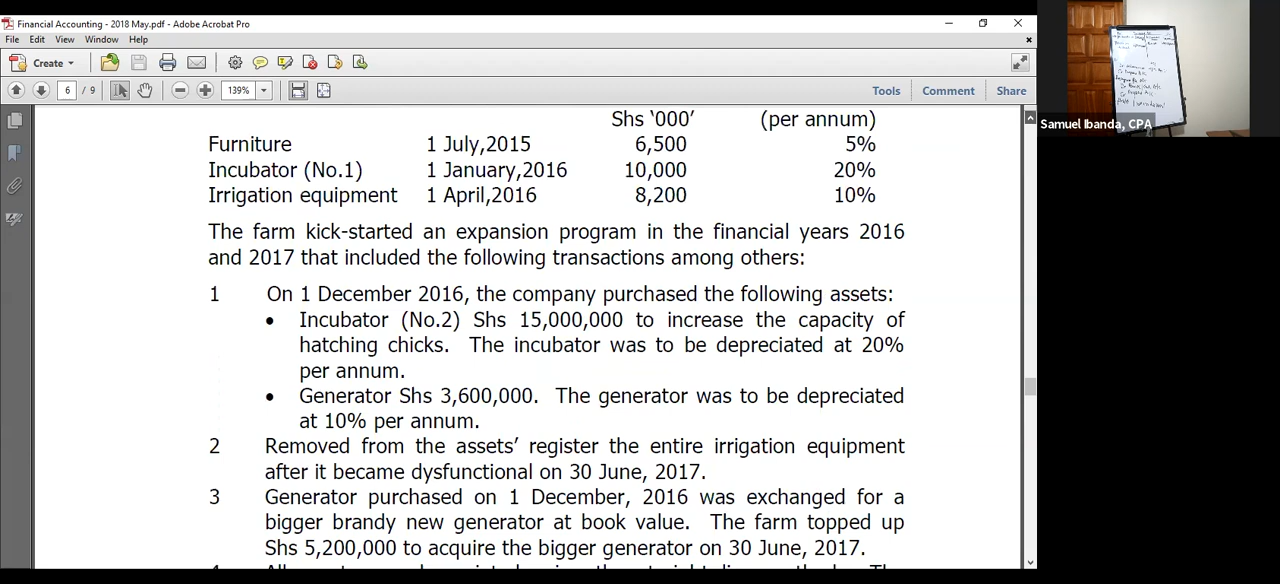 Financial Accounting - 2018 May.pdf - Adobe Acrobat Pro
File Edit View Window Help
Create
6 / 9 139% Tools Comment Share
Shs ‘000’ (per annum)
Furniture 1 July,2015 6,500 5%
Incubator (No.1) 1 January,2016 10,000 20%
Irrigation equipment 1 April,2016 8,200 10%
The farm kick-started an expansion program in the financial years 2016
and 2017 that included the following transactions among others:
1 On 1 December 2016, the company purchased the following assets:
• Incubator (No.2) Shs 15,000,000 to increase the capacity of
hatching chicks. The incubator was to be depreciated at 20%
per annum.
• Generator Shs 3,600,000. The generator was to be depreciated
at 10% per annum.
2 Removed from the assets’ register the entire irrigation equipment
after it became dysfunctional on 30 June, 2017.
3 Generator purchased on 1 December, 2016 was exchanged for a
bigger brandy new generator at book value. The farm topped up
Shs 5,200,000 to acquire the bigger generator on 30 June, 2017.
Samuel Ibanda, CPA